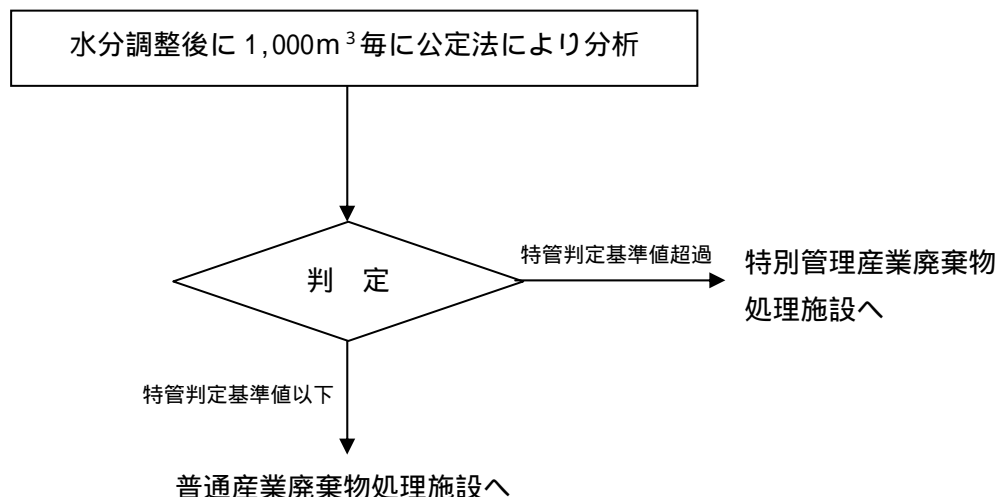 水分調整後に1,000m³毎に公定法により分析
判　定
特管判定基準値超過
特別管理産業廃棄物
処理施設へ
特管判定基準値以下
普通産業廃棄物処理施設へ